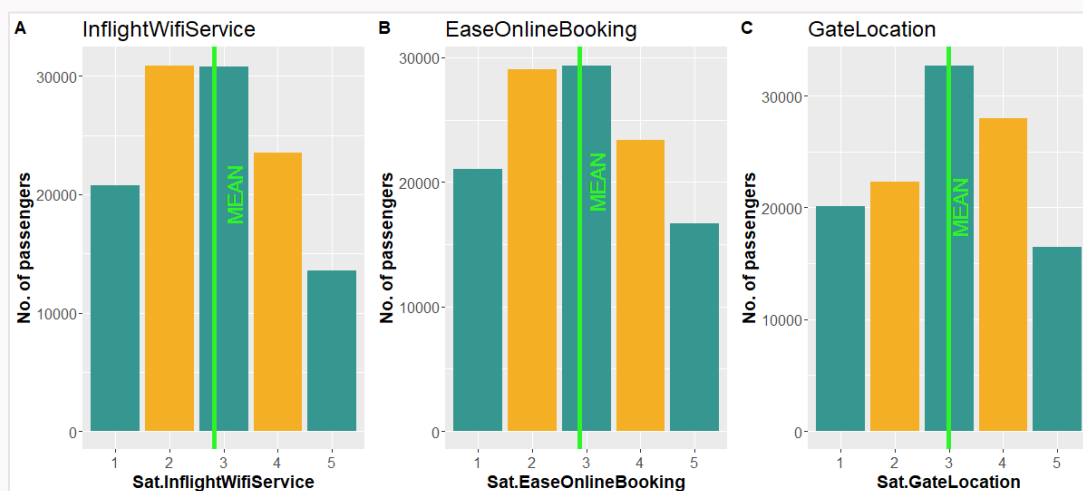 A InflightWifiService
No. of passengers
30000
20000
10000
0
MEAN
1 2 3 4 5
Sat.InflightWifiService
B EaseOnlineBooking
No. of passengers
30000
20000
10000
0
MEAN
1 2 3 4 5
Sat.EaseOnlineBooking
C GateLocation
No. of passengers
30000
20000
10000
0
MEAN
1 2 3 4 5
Sat.GateLocation